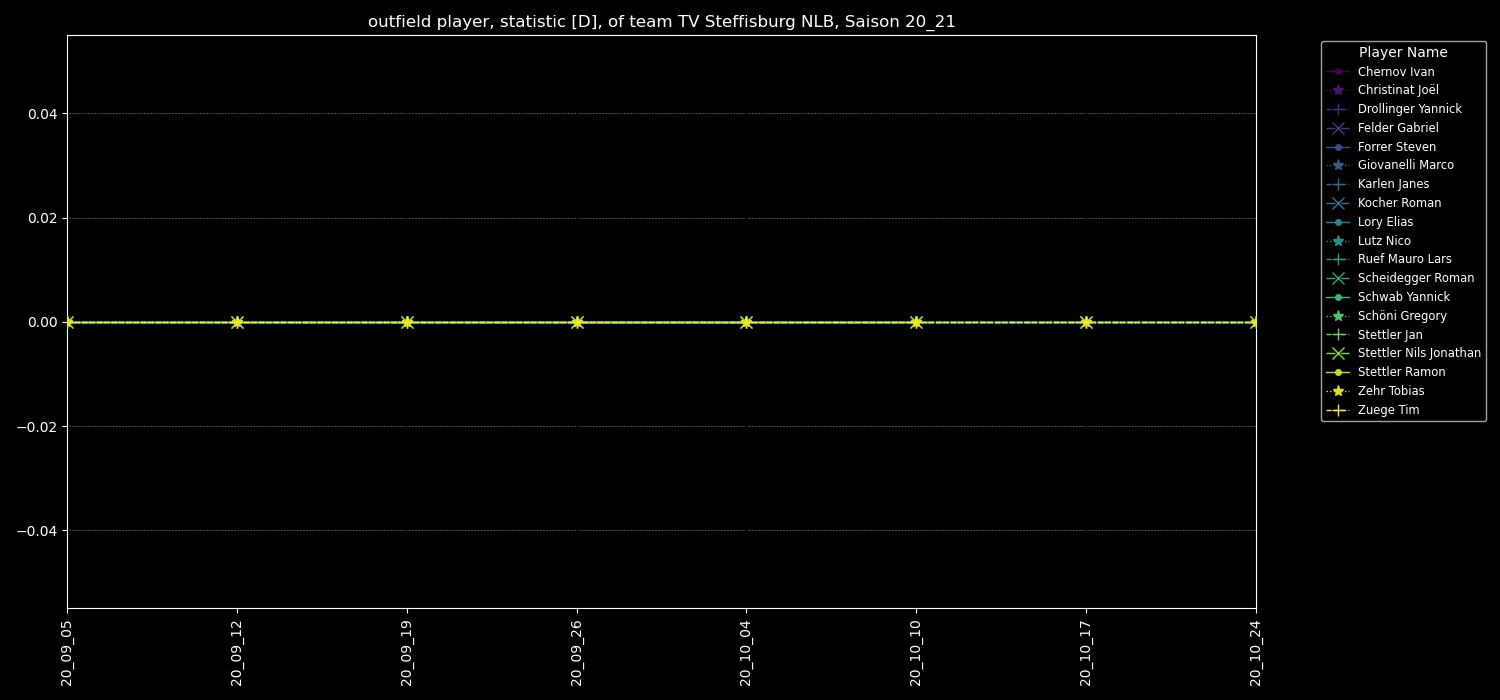 outfield player, statistic [D], of team TV Steffisburg NLB, Saison 20_21
0.04
0.02
0.00
−0.02
−0.04
20_09_05
20_09_12
20_09_19
20_09_26
20_10_04
20_10_10
20_10_17
20_10_24
Player Name
Chernov Ivan
Christinat Joël
Drollinger Yannick
Felder Gabriel
Forrer Steven
Giovanelli Marco
Karlen Janes
Kocher Roman
Lory Elias
Lutz Nico
Ruef Mauro Lars
Scheidegger Roman
Schwab Yannick
Schöni Gregory
Stettler Jan
Stettler Nils Jonathan
Stettler Ramon
Zehr Tobias
Zuege Tim